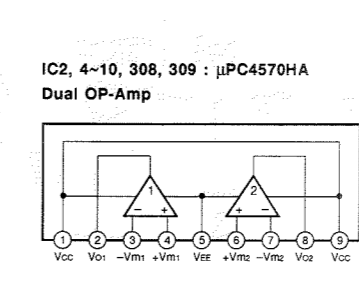 IC2, 4~10, 308, 309 : µPC4570HA
Dual OP-Amp
1 2
- + + -
1 2 3 4 5 6 7 8 9
Vcc Vo1 -Vm1 +Vm1 VEE +Vm2 -Vm2 Vo2 Vcc